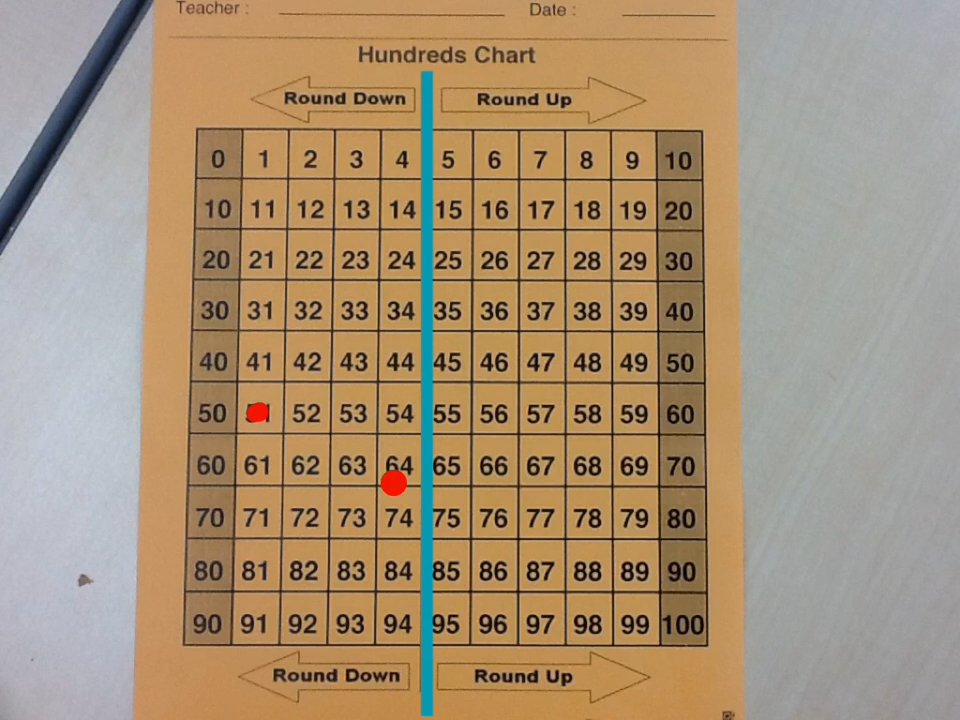 Teacher : Date :
Hundreds Chart
Round Down Round Up
0 1 2 3 4 5 6 7 8 9 10
10 11 12 13 14 15 16 17 18 19 20
20 21 22 23 24 25 26 27 28 29 30
30 31 32 33 34 35 36 37 38 39 40
40 41 42 43 44 45 46 47 48 49 50
50 52 53 54 55 56 57 58 59 60
60 61 62 63 64 65 66 67 68 69 70
70 71 72 73 74 75 76 77 78 79 80
80 81 82 83 84 85 86 87 88 89 90
90 91 92 93 94 95 96 97 98 99 100
Round Down Round Up